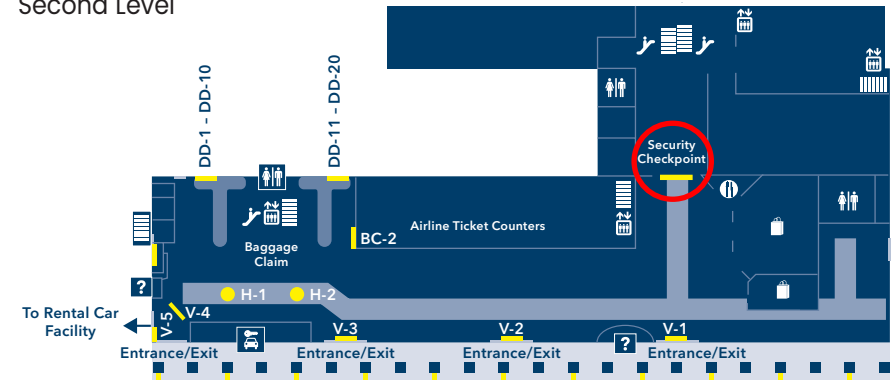 Second Level
DD-1 - DD-10
DD-11 - DD-20
Security
Checkpoint
BC-2
Airline Ticket Counters
Baggage
Claim
?
H-1
H-2
To Rental Car
Facility
V-5
V-4
V-3
V-2
?
V-1
Entrance/Exit
Entrance/Exit
Entrance/Exit
Entrance/Exit